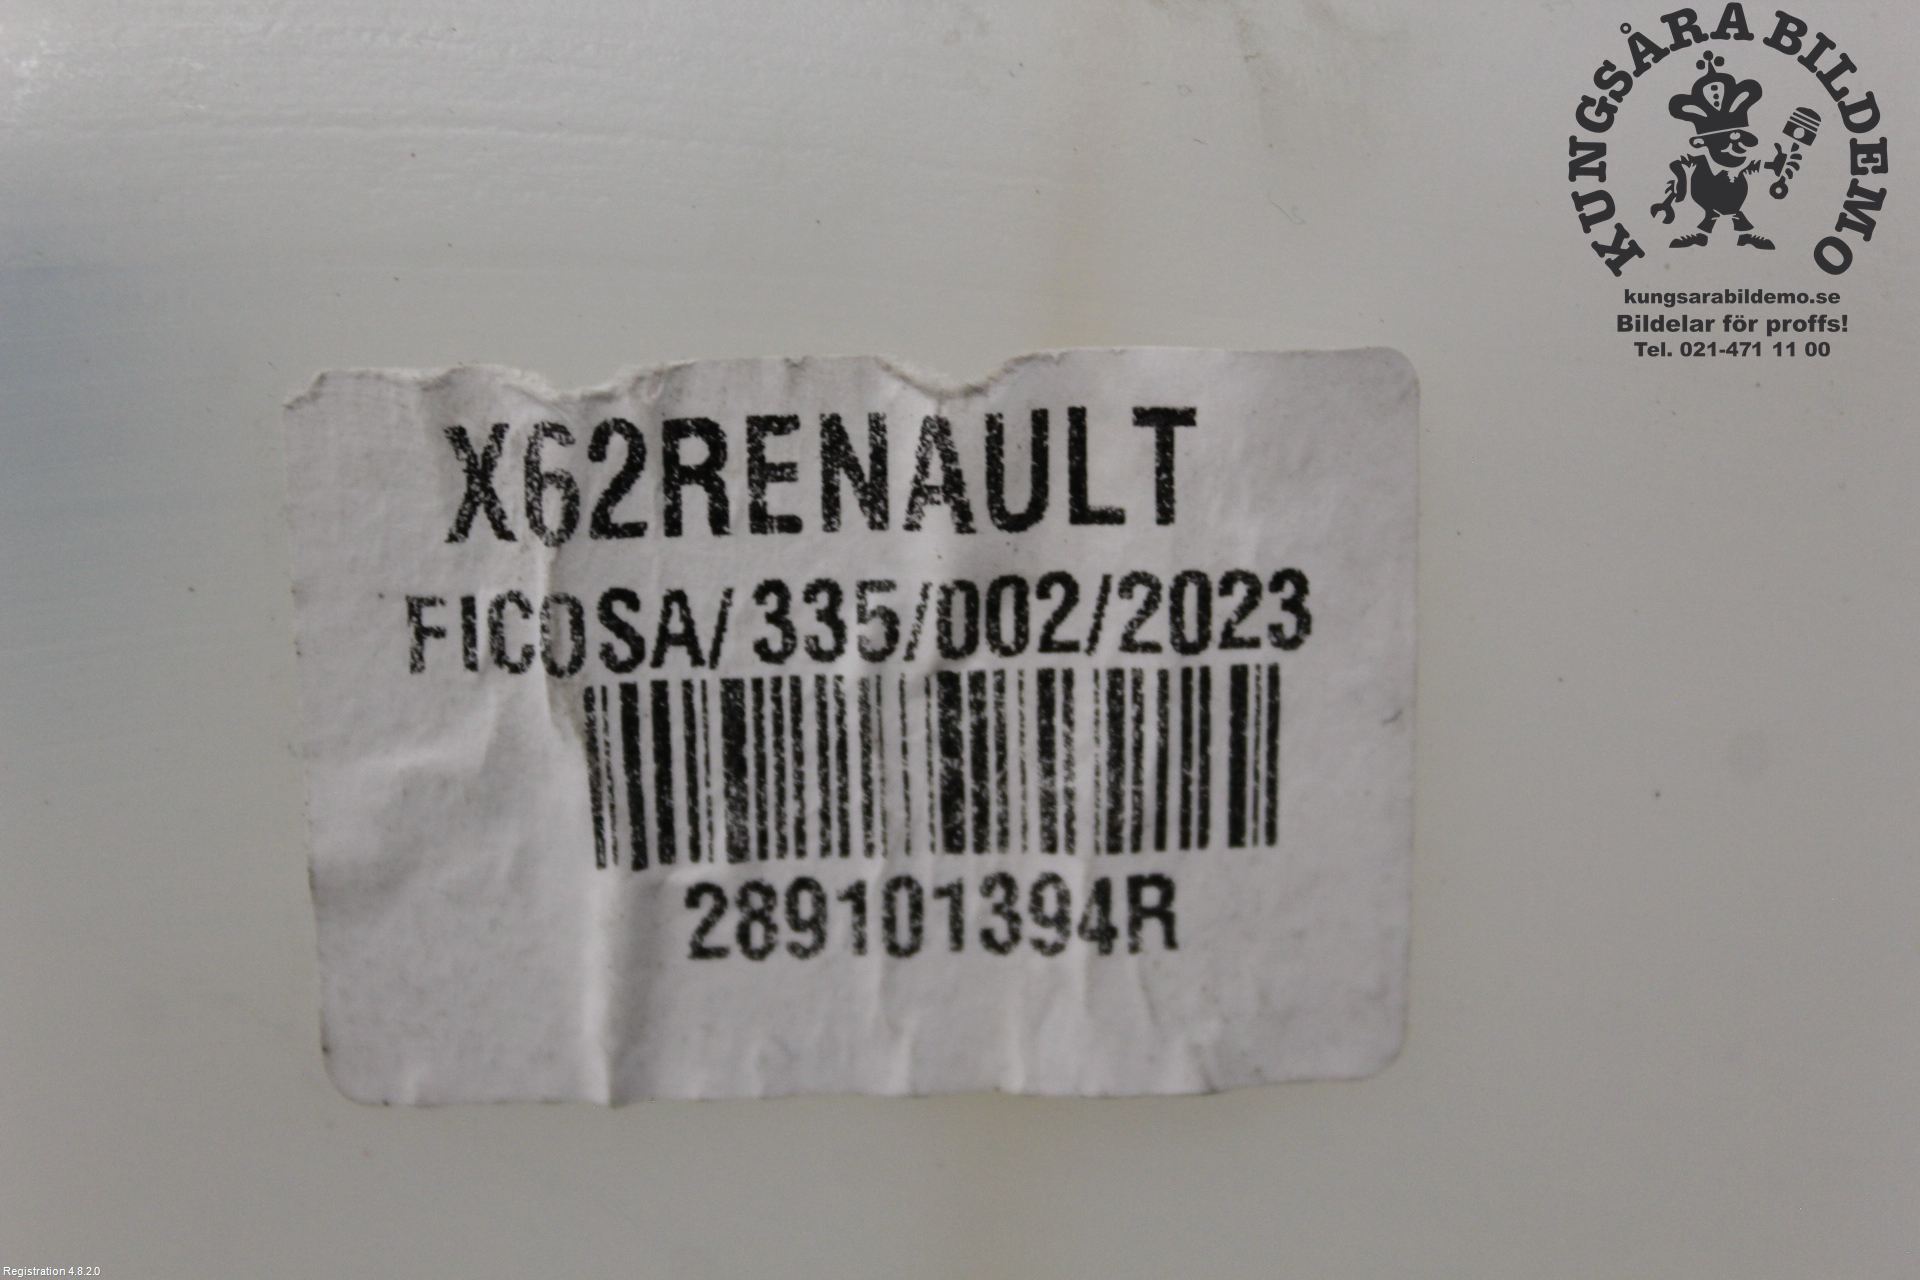 KUNGSÅRA BILDEMO
kungsarabildemo.se
Bildelar för proffs!
Tel. 021-471 11 00
X62RENAULT
FICOSA/335/002/2023
289101394R
Registration 4.8.2.0